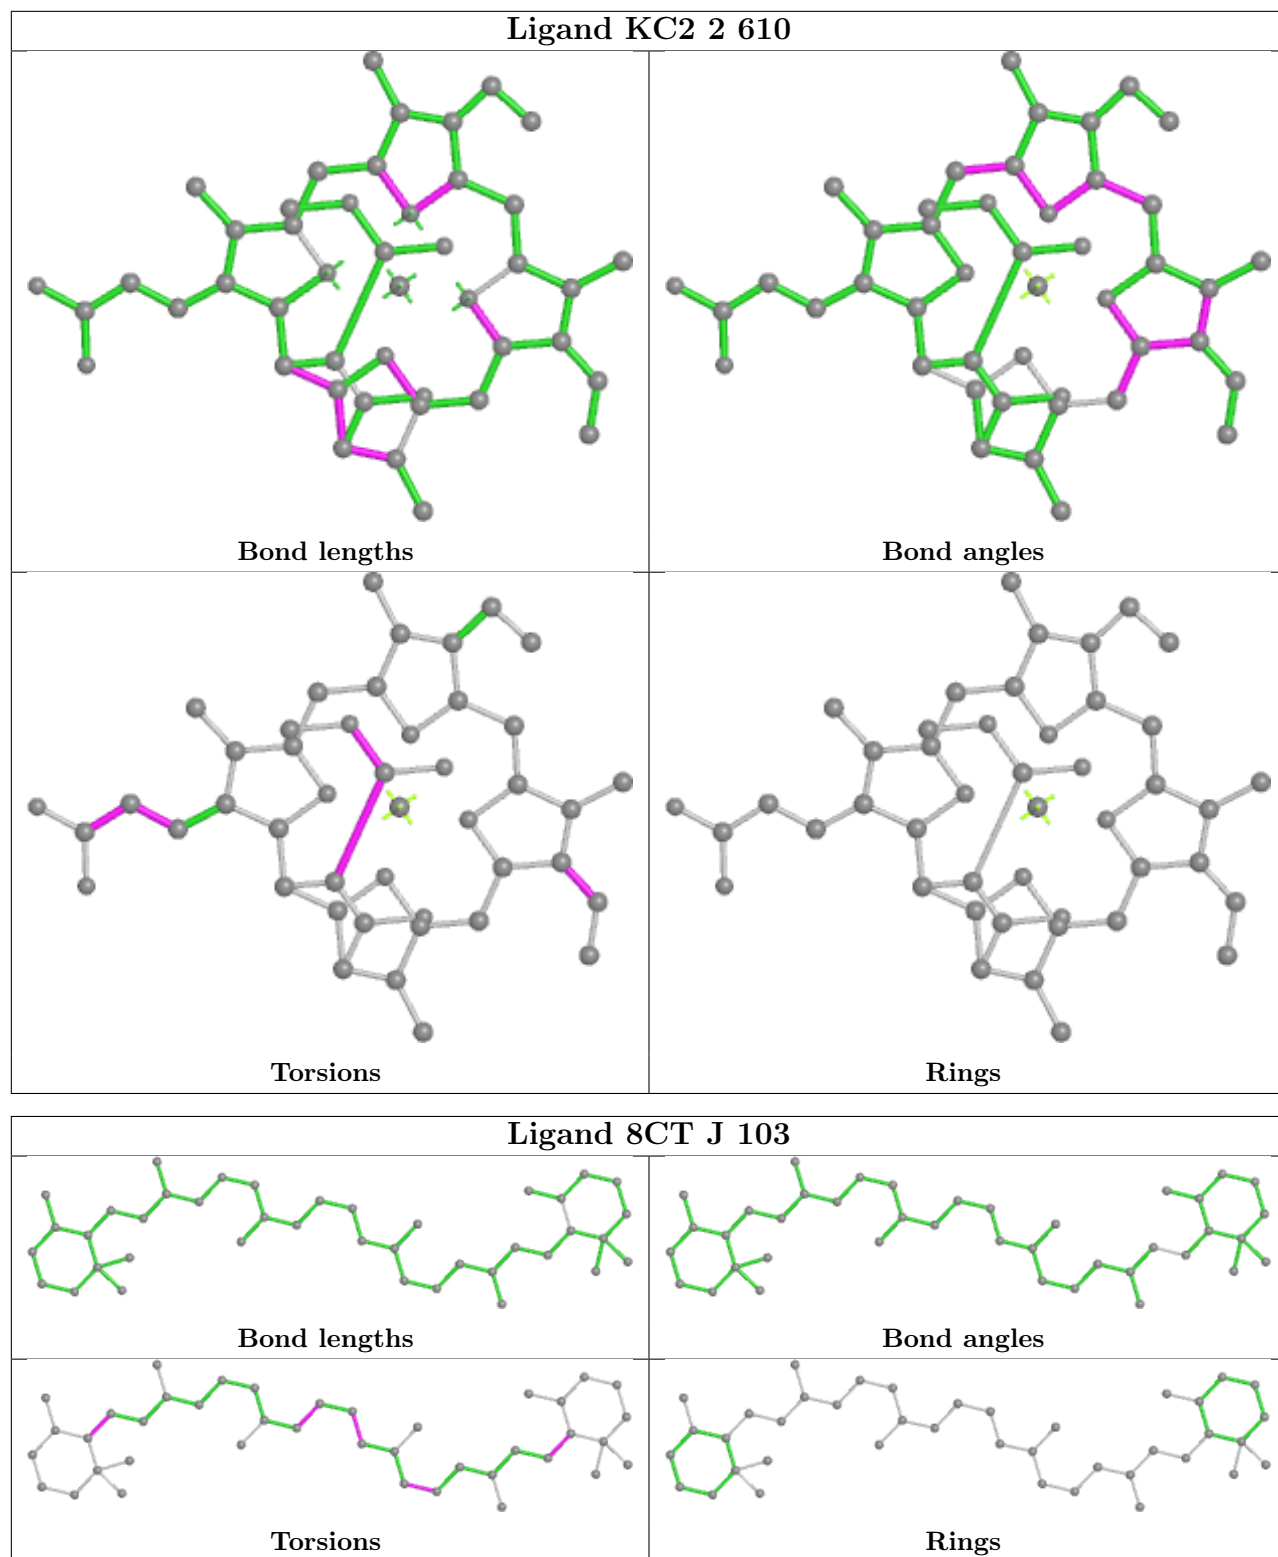 Ligand KC2 2 610
Bond lengths
Bond angles
Torsions
Rings
Ligand 8CT J 103
Bond lengths
Bond angles
Torsions
Rings